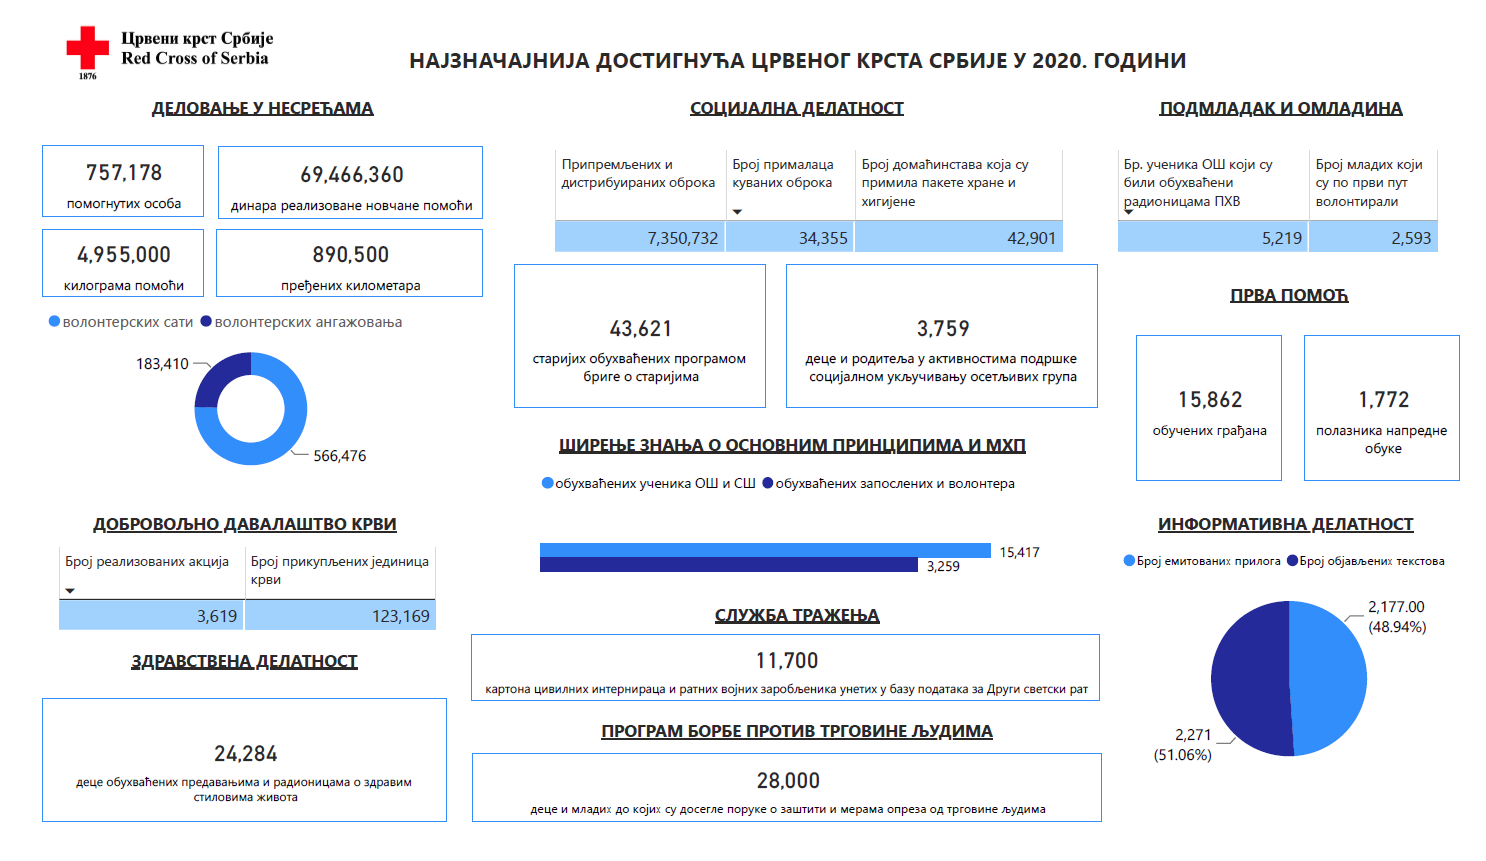 Црвени крст Србије
Red Cross of Serbia
1876
НАЈЗНАЧАЈНИЈА ДОСТИГНУЋА ЦРВЕНОГ КРСТА СРБИЈЕ У 2020. ГОДИНИ
ДЕЛОВАЊЕ У НЕСРЕЋАМА
757,178
помогнутих особа
69,466,360
динара реализоване новчане помоћи
4,955,000
килограма помоћи
890,500
пређених километара
волонтерских сати
волонтерских ангажовања
183,410
566,476
ДОБРОВОЉНО ДАВАЛАШТВО КРВИ
Број реализованих акција
Број прикупљених јединица
крви
3,619
123,169
ЗДРАВСТВЕНА ДЕЛАТНОСТ
24,284
деце обухваћених предавањима и радионицама о здравим
стиловима живота
СОЦИЈАЛНА ДЕЛАТНОСТ
Припремљених и
дистрибуираних оброка
Број прималаца
куваних оброка
Број домаћинстава која су
примила пакете хране и
хигијене
7,350,732
34,355
42,901
43,621
старијих обухваћених програмом
бриге о старијима
3,759
деце и родитеља у активностима подршке
социјалном укључивању осетљивих група
ШИРЕЊЕ ЗНАЊА О ОСНОВНИМ ПРИНЦИПИМА И МХП
обухваћених ученика ОШ и СШ
обухваћених запослених и волонтера
15,417
3,259
СЛУЖБА ТРАЖЕЊА
11,700
картона цивилних интернираца и ратних војних заробљеника унетих у базу података за Други светски рат
ПРОГРАМ БОРБЕ ПРОТИВ ТРГОВИНЕ ЉУДИМА
28,000
деце и младих до којих су досегле поруке о заштити и мерама опреза од трговине људима
ПОДМЛАДАК И ОМЛАДИНА
Бр. ученика ОШ који су
били обухваћени
радионицама ПХВ
Број младих који
су по први пут
волонтирали
5,219
2,593
ПРВА ПОМОЋ
15,862
обучених грађана
1,772
полазника напредне
обуке
ИНФОРМАТИВНА ДЕЛАТНОСТ
Број емитованих прилога
Број објављених текстова
2,177.00
(48.94%)
2,271
(51.06%)